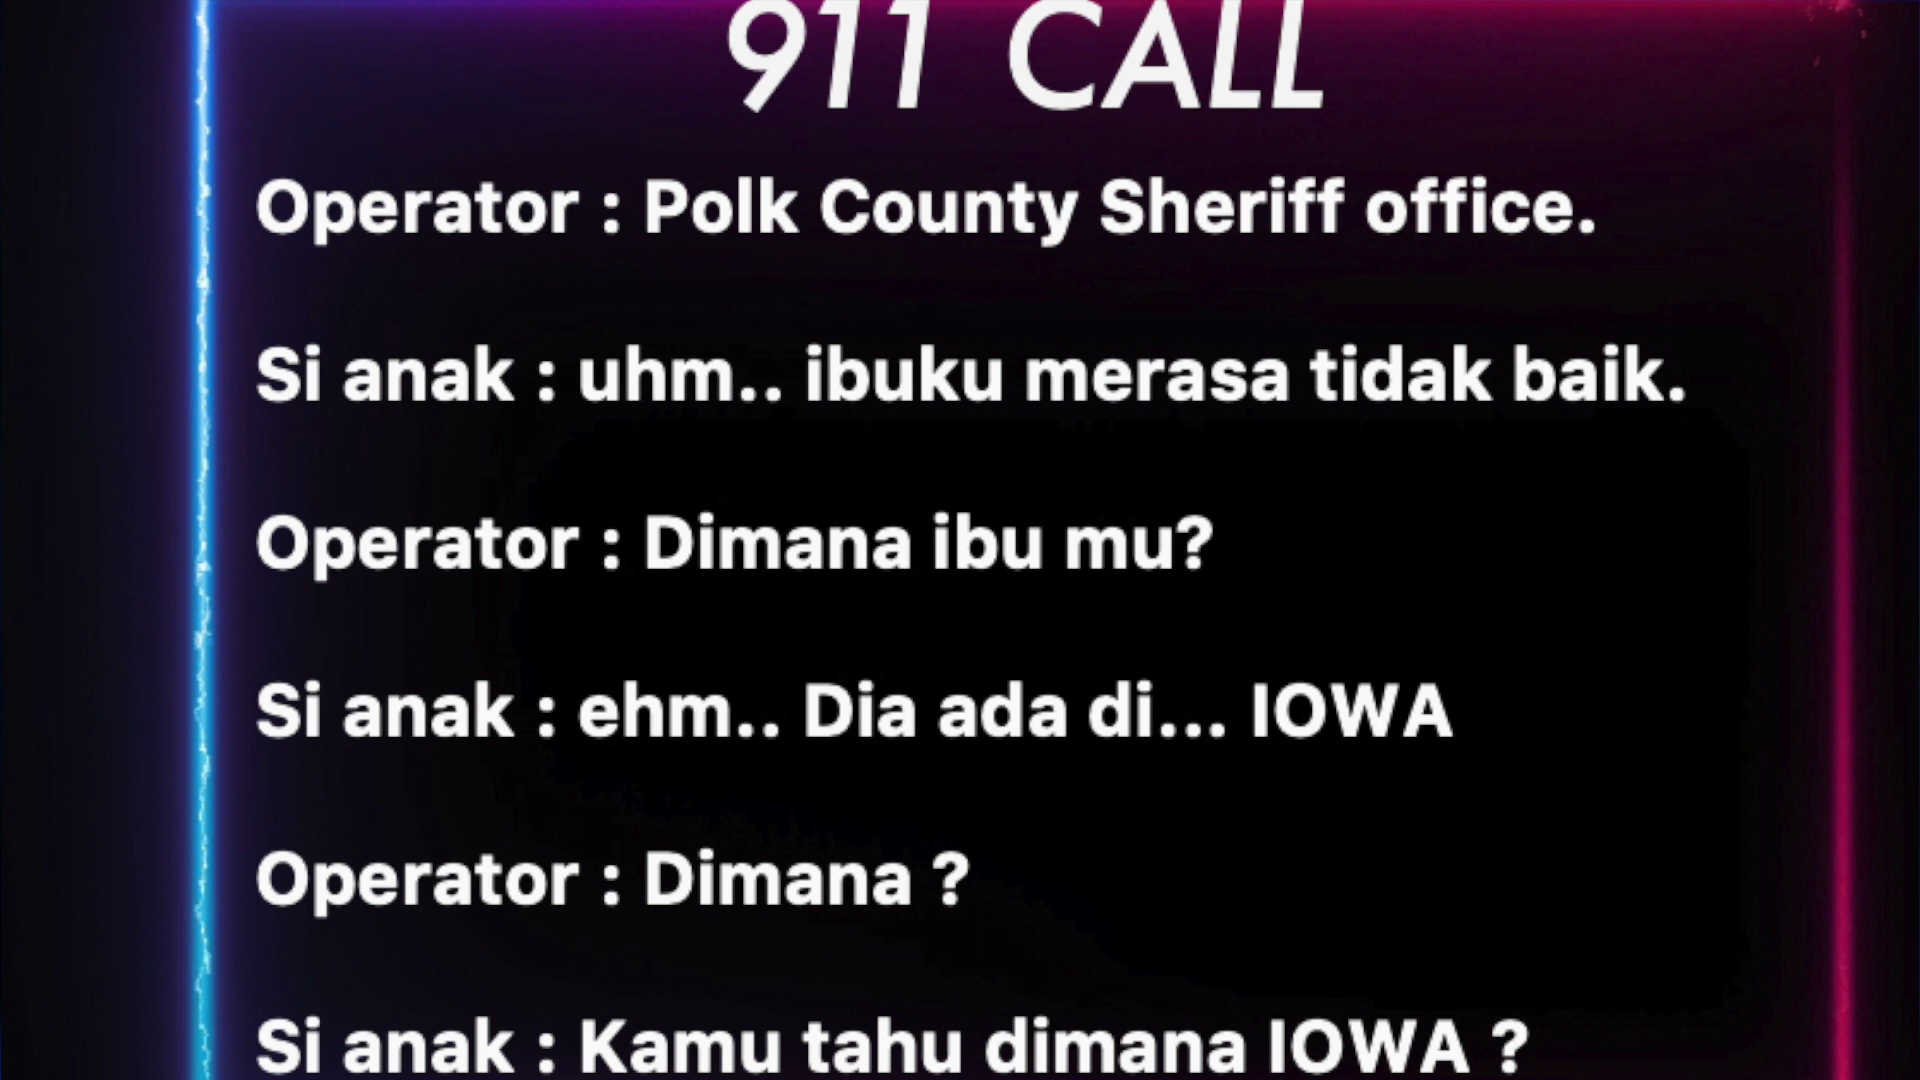 911 CALL
Operator : Polk County Sheriff office.
Si anak : uhm.. ibuku merasa tidak baik.
Operator : Dimana ibu mu?
Si anak : ehm.. Dia ada di... IOWA
Operator : Dimana ?
Si anak : Kamu tahu dimana IOWA ?